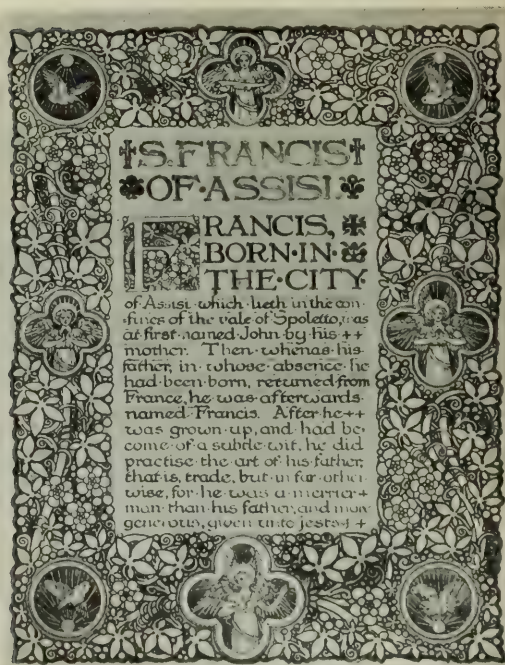 S. FRANCIS
OF·ASSISI.
FRANCIS,
BORN·IN·
THE·CITY
of Assisi which lieth in the con-
fines of the vale of Spoletto, was
at first named John by his ++
mother. Then whenas his
father, in whose absence he
had been born, returned from
France, he was afterwards
named Francis. After he ++
was grown up, and had be-
come of a subtle wit, he did
practise the art of his father,
that is, trade, but in far other
wise, for he was a merrier +
man than his father, and more
generous, given unto jests +